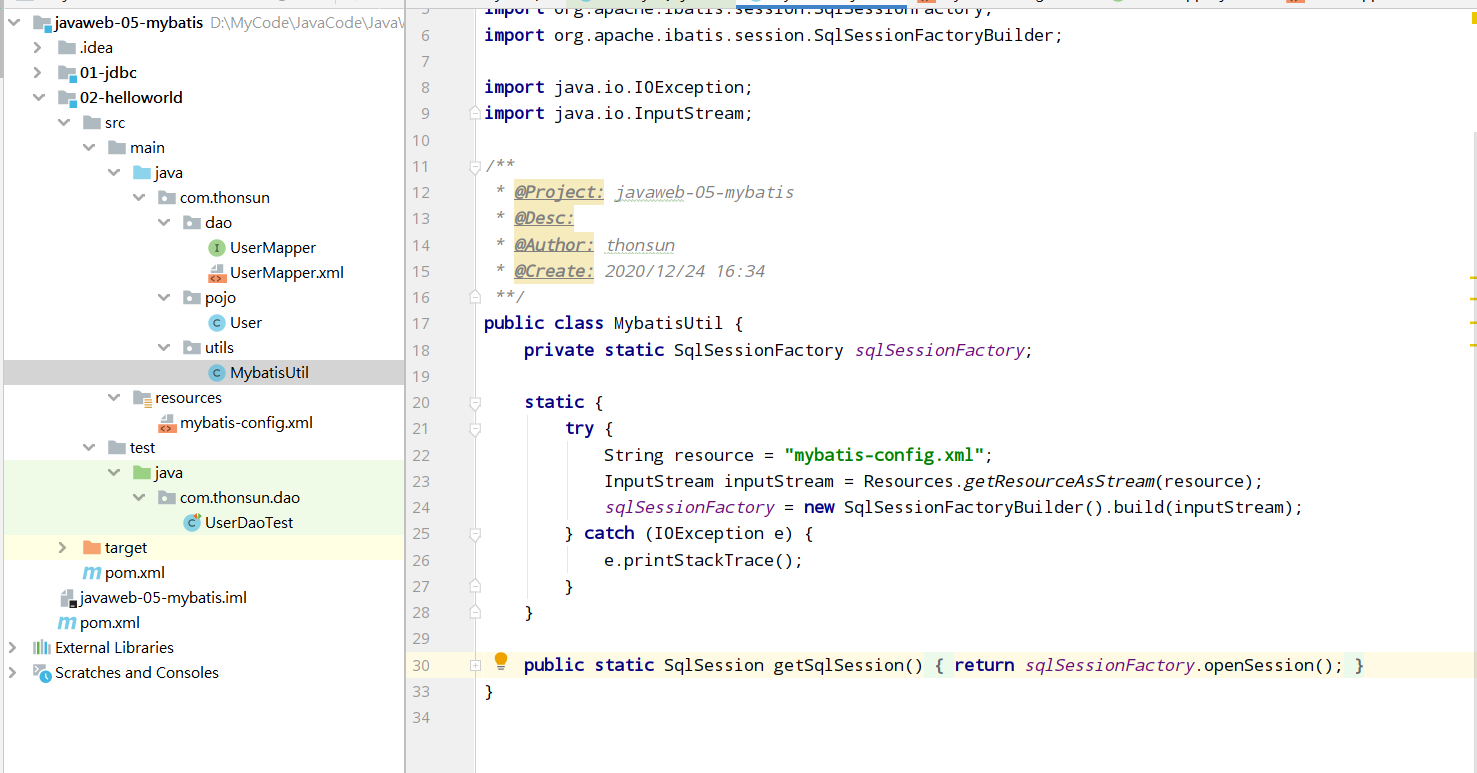 javaweb-05-mybatis D:\MyCode\JavaCode\Java
.idea
01-jdbc
02-helloworld
src
main
java
com.thonsun
dao
UserMapper
UserMapper.xml
pojo
User
utils
MybatisUtil
resources
mybatis-config.xml
test
java
com.thonsun.dao
UserDaoTest
target
pom.xml
javaweb-05-mybatis.iml
pom.xml
External Libraries
Scratches and Consoles
5 import org.apache.ibatis.session.SqlSessionFactory;
6 import org.apache.ibatis.session.SqlSessionFactoryBuilder;
7
8 import java.io.IOException;
9 import java.io.InputStream;
10
11 /**
12 * @Project: javaweb-05-mybatis
13 * @Desc:
14 * @Author: thonsun
15 * @Create: 2020/12/24 16:34
16 **/
17 public class MybatisUtil {
18 private static SqlSessionFactory sqlSessionFactory;
19
20 static {
21 try {
22 String resource = "mybatis-config.xml";
23 InputStream inputStream = Resources.getResourceAsStream(resource);
24 sqlSessionFactory = new SqlSessionFactoryBuilder().build(inputStream);
25 } catch (IOException e) {
26 e.printStackTrace();
27 }
28 }
29
30 public static SqlSession getSqlSession() { return sqlSessionFactory.openSession(); }
33 }
34